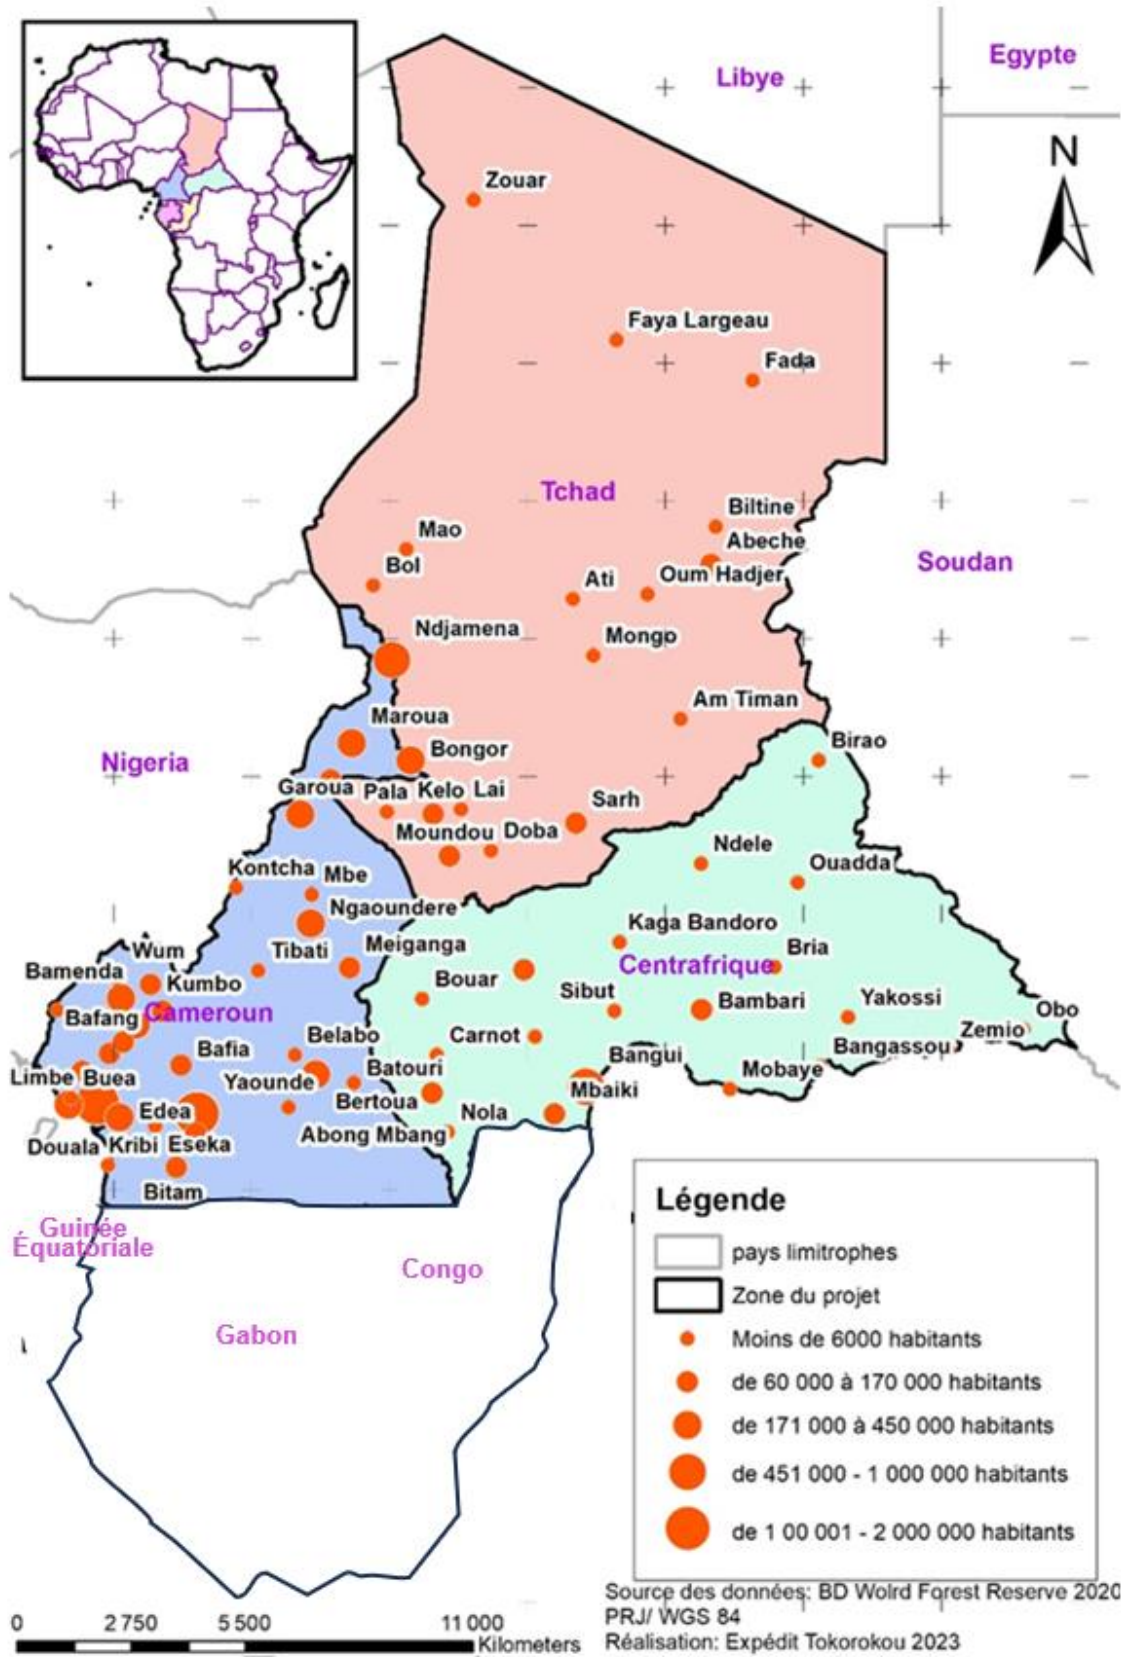 Egypte
Libye
N
Zouar
Faya Largeau
Fada
Tchad
Biltine
Mao
Abeche
Soudan
Bol
Ati
Oum Hadjer
Ndjamena
Mongo
Am Timan
Maroua
Birao
Nigeria
Bongor
Garoua
Pala
Kelo
Lai
Sarh
Moundou
Doba
Ndele
Ouadda
Kontcha
Mbe
Ngaoundere
Kaga Bandoro
Wum
Tibati
Meiganga
Bria
Bamenda
Kumbo
Bouar
Centrafrique
Sibut
Bambari
Yakossi
Obo
Bafang
Cameroun
Zemio
Bafia
Belabo
Carnot
Bangui
Bangassou
Limbe
Buea
Yaounde
Batouri
Mobaye
Bertoua
Mbaiki
Edea
Nola
Abong Mbang
Douala
Kribi
Eseka
Bitam
Guinée
Équatoriale
Congo
Gabon
Légende
pays limitrophes
Zone du projet
Moins de 6000 habitants
de 60 000 à 170 000 habitants
de 171 000 à 450 000 habitants
de 451 000 - 1 000 000 habitants
de 1 00 001 - 2 000 000 habitants
Source des données: BD Wolrd Forest Reserve 2020
PRJ/ WGS 84
Réalisation: Expédit Tokorokou 2023
0 2 750 5 500 11 000
Kilometers